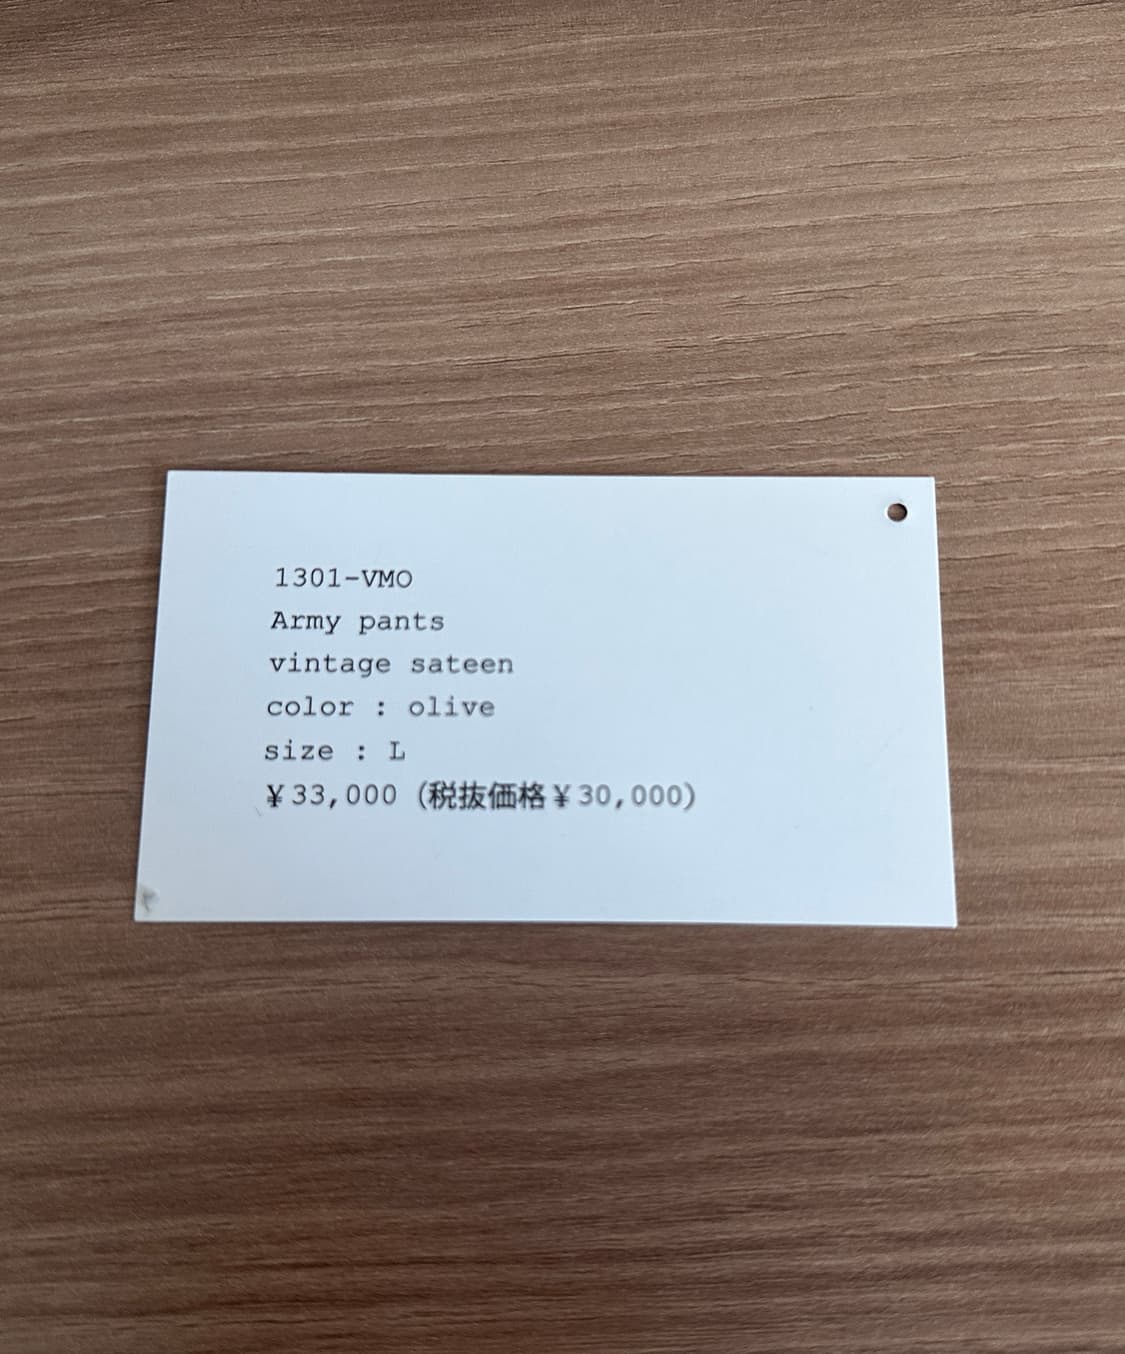 1301-VMO
Army pants
vintage sateen
color : olive
size : L
¥33,000 (税抜価格¥30,000)